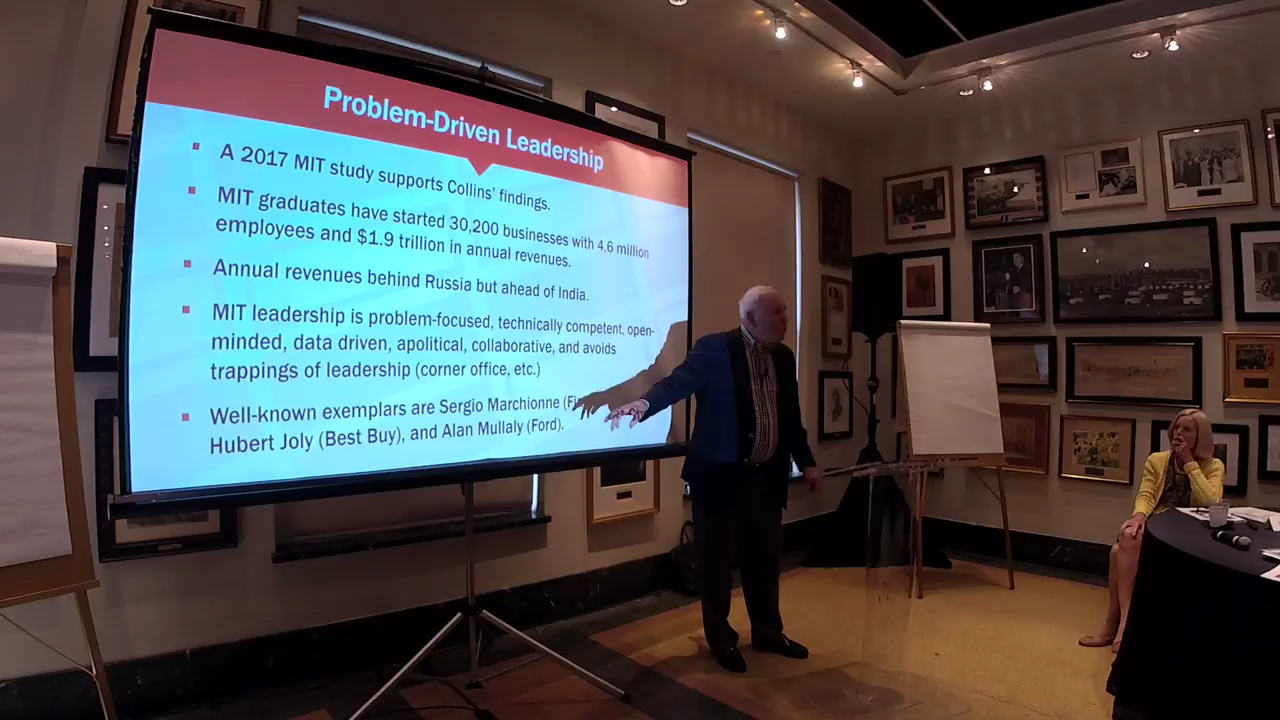 Problem-Driven Leadership
▪ A 2017 MIT study supports Collins' findings.
▪ MIT graduates have started 30,200 businesses with 4.6 million
employees and $1.9 trillion in annual revenues.
▪ Annual revenues behind Russia but ahead of India.
▪ MIT leadership is problem-focused, technically competent, open-
minded, data driven, apolitical, collaborative, and avoids
trappings of leadership (corner office, etc.)
▪ Well-known exemplars are Sergio Marchionne
Hubert Joly (Best Buy), and Alan Mullaly (Ford).